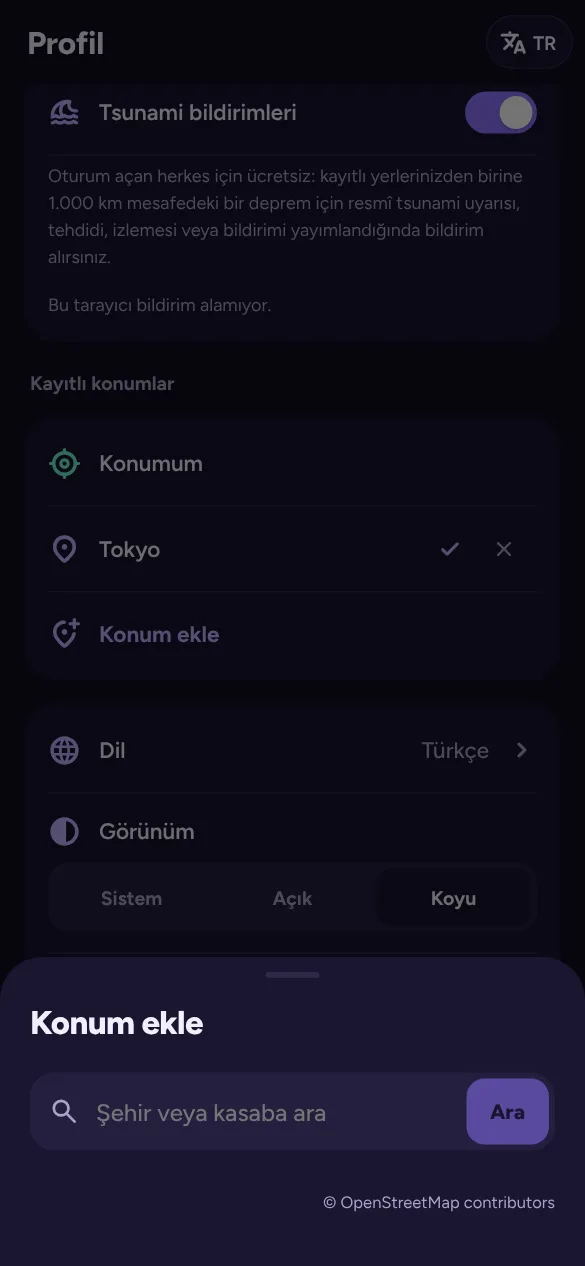 Profil
TR
Tsunami bildirimleri
Oturum açan herkes için ücretsiz: kayıtlı yerlerinizden birine
1.000 km mesafedeki bir deprem için resmî tsunami uyarısı,
tehdidi, izlemesi veya bildirimi yayımlandığında bildirim
alırsınız.
Bu tarayıcı bildirim alamıyor.
Kayıtlı konumlar
Konumum
Tokyo
Konum ekle
Dil
Türkçe
Görünüm
Sistem
Açık
Koyu
Konum ekle
Şehir veya kasaba ara
Ara
© OpenStreetMap contributors